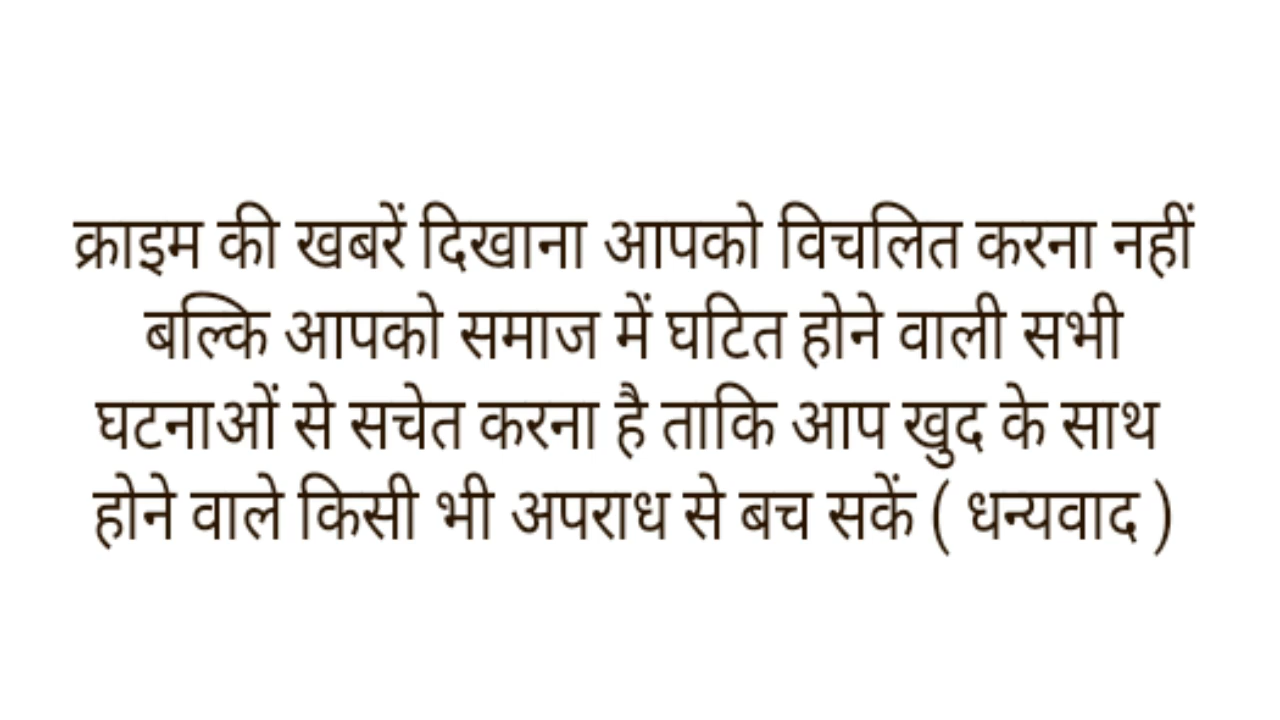 क्राइम की खबरें दिखाना आपको विचलित करना नहीं
बल्कि आपको समाज में घटित होने वाली सभी
घटनाओं से सचेत करना है ताकि आप खुद के साथ
होने वाले किसी भी अपराध से बच सकें ( धन्यवाद )